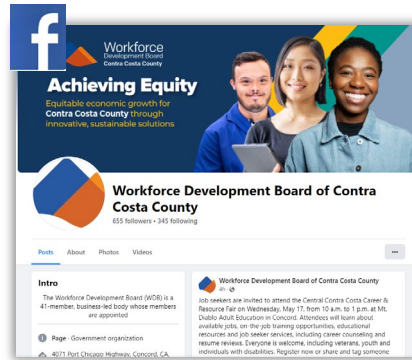 f
Workforce
Development Board
Contra Costa County
Achieving Equity
Equitable economic growth for
Contra Costa County through
innovative, sustainable solutions
Workforce Development Board of Contra
Costa County
655 followers • 345 following
Posts About Photos Videos
Intro
The Workforce Development Board (WDB) is a
41-member, business-led body whose members
are appointed
Page · Government organization
4071 Port Chicago Highway, Concord, CA,
Workforce Development Board of Contra Costa County
4h
Job seekers are invited to attend the Central Contra Costa Career &
Resource Fair on Wednesday, May 17, from 10 a.m. to 1 p.m. at Mt.
Diablo Adult Education in Concord. Attendees will learn about
available jobs, on-the-job training opportunities, educational
resources and job seeker services, including career counseling and
resume reviews. Everyone is welcome, including veterans, youth and
individuals with disabilities. Register now or share and tag someone